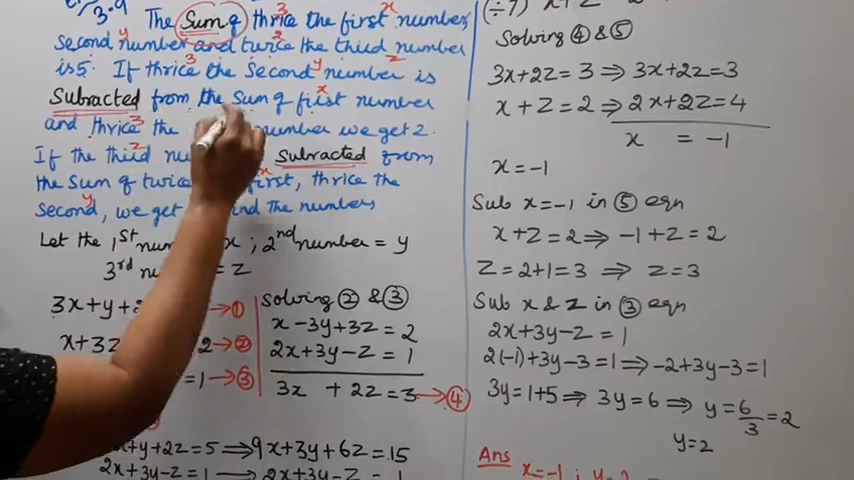 3.9 The Sum of thrice the first number,
Second number and twice the third number
is 5. If thrice the Second number is
Subracted from the Sum of first number
and thrice the number we get 2.
If the third Subracted from
the Sum of twice first, thrice the
Second, we get the numbers
Let the 1st x ; 2nd number = y
3rd = z
3x+y+ → ①
x+3z 2 → ②
=1 → ③
x+y+2z = 5 ⇒ 9x+3y+6z = 15
2x+3y-z = 1 → 2x+3y-z = 1
Solving ② & ③
x-3y+3z = 2
2x+3y-z = 1
3x +2z = 3 → ④
(÷7) x+z
Solving ④ & ⑤
3x+2z = 3 ⇒ 3x+2z = 3
x+z = 2 ⇒ 2x+2z = 4
x = -1
x = -1
Sub x = -1 in ⑤ eqn
x+z = 2 ⇒ -1+z = 2
z = 2+1 = 3 ⇒ z = 3
Sub x & z in ③ eqn
2x+3y-z = 1
2(-1)+3y-3 = 1 ⇒ -2+3y-3 = 1
3y = 1+5 ⇒ 3y = 6 ⇒ y = 6/3 = 2
y = 2
Ans x = -1 ;